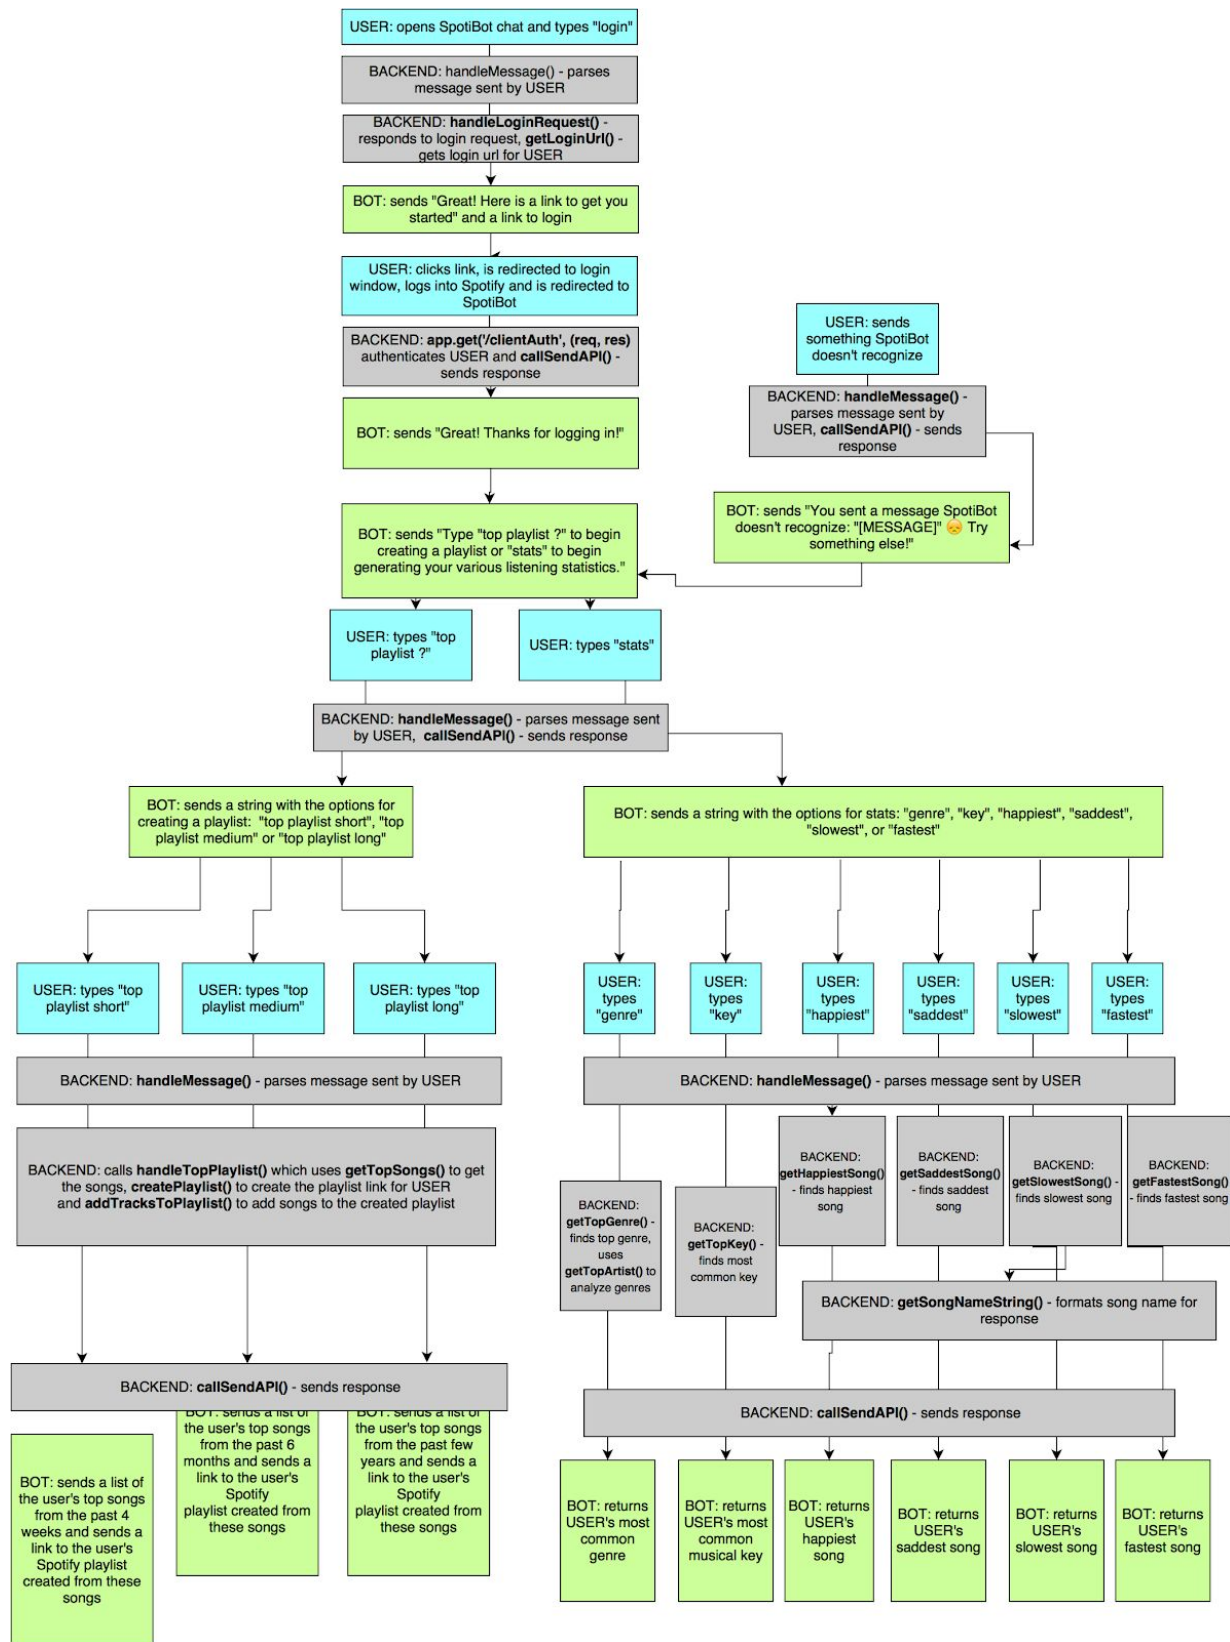 USER: opens SpotiBot chat and types "login"
BACKEND: handleMessage() - parses
message sent by USER
BACKEND: handleLoginRequest() -
responds to login request, getLoginUrl() -
gets login url for USER
BOT: sends "Great! Here is a link to get you
started" and a link to login
USER: clicks link, is redirected to login
window, logs into Spotify and is redirected to
SpotiBot
BACKEND: app.get('/clientAuth', (req, res)
authenticates USER and callSendAPI() -
sends response
BOT: sends "Great! Thanks for logging in!"
USER: sends
something SpotiBot
doesn't recognize
BACKEND: handleMessage() -
parses message sent by
USER, callSendAPI() - sends
response
BOT: sends "You sent a message SpotiBot
doesn't recognize: "[MESSAGE]" 😞 Try
something else!"
BOT: sends "Type "top playlist ?" to begin
creating a playlist or "stats" to begin
generating your various listening statistics."
USER: types "top
playlist ?"
USER: types "stats"
BACKEND: handleMessage() - parses message sent
by USER, callSendAPI() - sends response
BOT: sends a string with the options for
creating a playlist: "top playlist short", "top
playlist medium" or "top playlist long"
BOT: sends a string with the options for stats: "genre", "key", "happiest", "saddest",
"slowest", or "fastest"
USER: types "top
playlist short"
USER: types "top
playlist medium"
USER: types "top
playlist long"
USER:
types
"genre"
USER:
types
"key"
USER:
types
"happiest"
USER:
types
"saddest"
USER:
types
"slowest"
USER:
types
"fastest"
BACKEND: handleMessage() - parses message sent by USER
BACKEND: handleMessage() - parses message sent by USER
BACKEND: calls handleTopPlaylist() which uses getTopSongs() to get
the songs, createPlaylist() to create the playlist link for USER
and addTracksToPlaylist() to add songs to the created playlist
BACKEND:
getTopGenre() -
finds top genre,
uses
getTopArtist() to
analyze genres
BACKEND:
getTopKey() -
finds most
common key
BACKEND:
getHappiestSong()
- finds happiest
song
BACKEND:
getSaddestSong()
- finds saddest
song
BACKEND:
getSlowestSong() -
finds slowest song
BACKEND:
getFastestSong()
- finds fastest song
BACKEND: getSongNameString() - formats song name for
response
BACKEND: callSendAPI() - sends response
BACKEND: callSendAPI() - sends response
BOT: sends a list of
the user's top songs
from the past 4
weeks and sends a
link to the user's
Spotify playlist
created from these
songs
BOT: sends a list of
the user's top songs
from the past 6
months and sends a
link to the user's
Spotify
playlist created from
these songs
BOT: sends a list of
the user's top songs
from the past few
years and sends a
link to the user's
Spotify
playlist created from
these songs
BOT: returns
USER's most
common
genre
BOT: returns
USER's most
common
musical key
BOT: returns
USER's
happiest
song
BOT: returns
USER's
saddest song
BOT: returns
USER's
slowest song
BOT: returns
USER's
fastest song